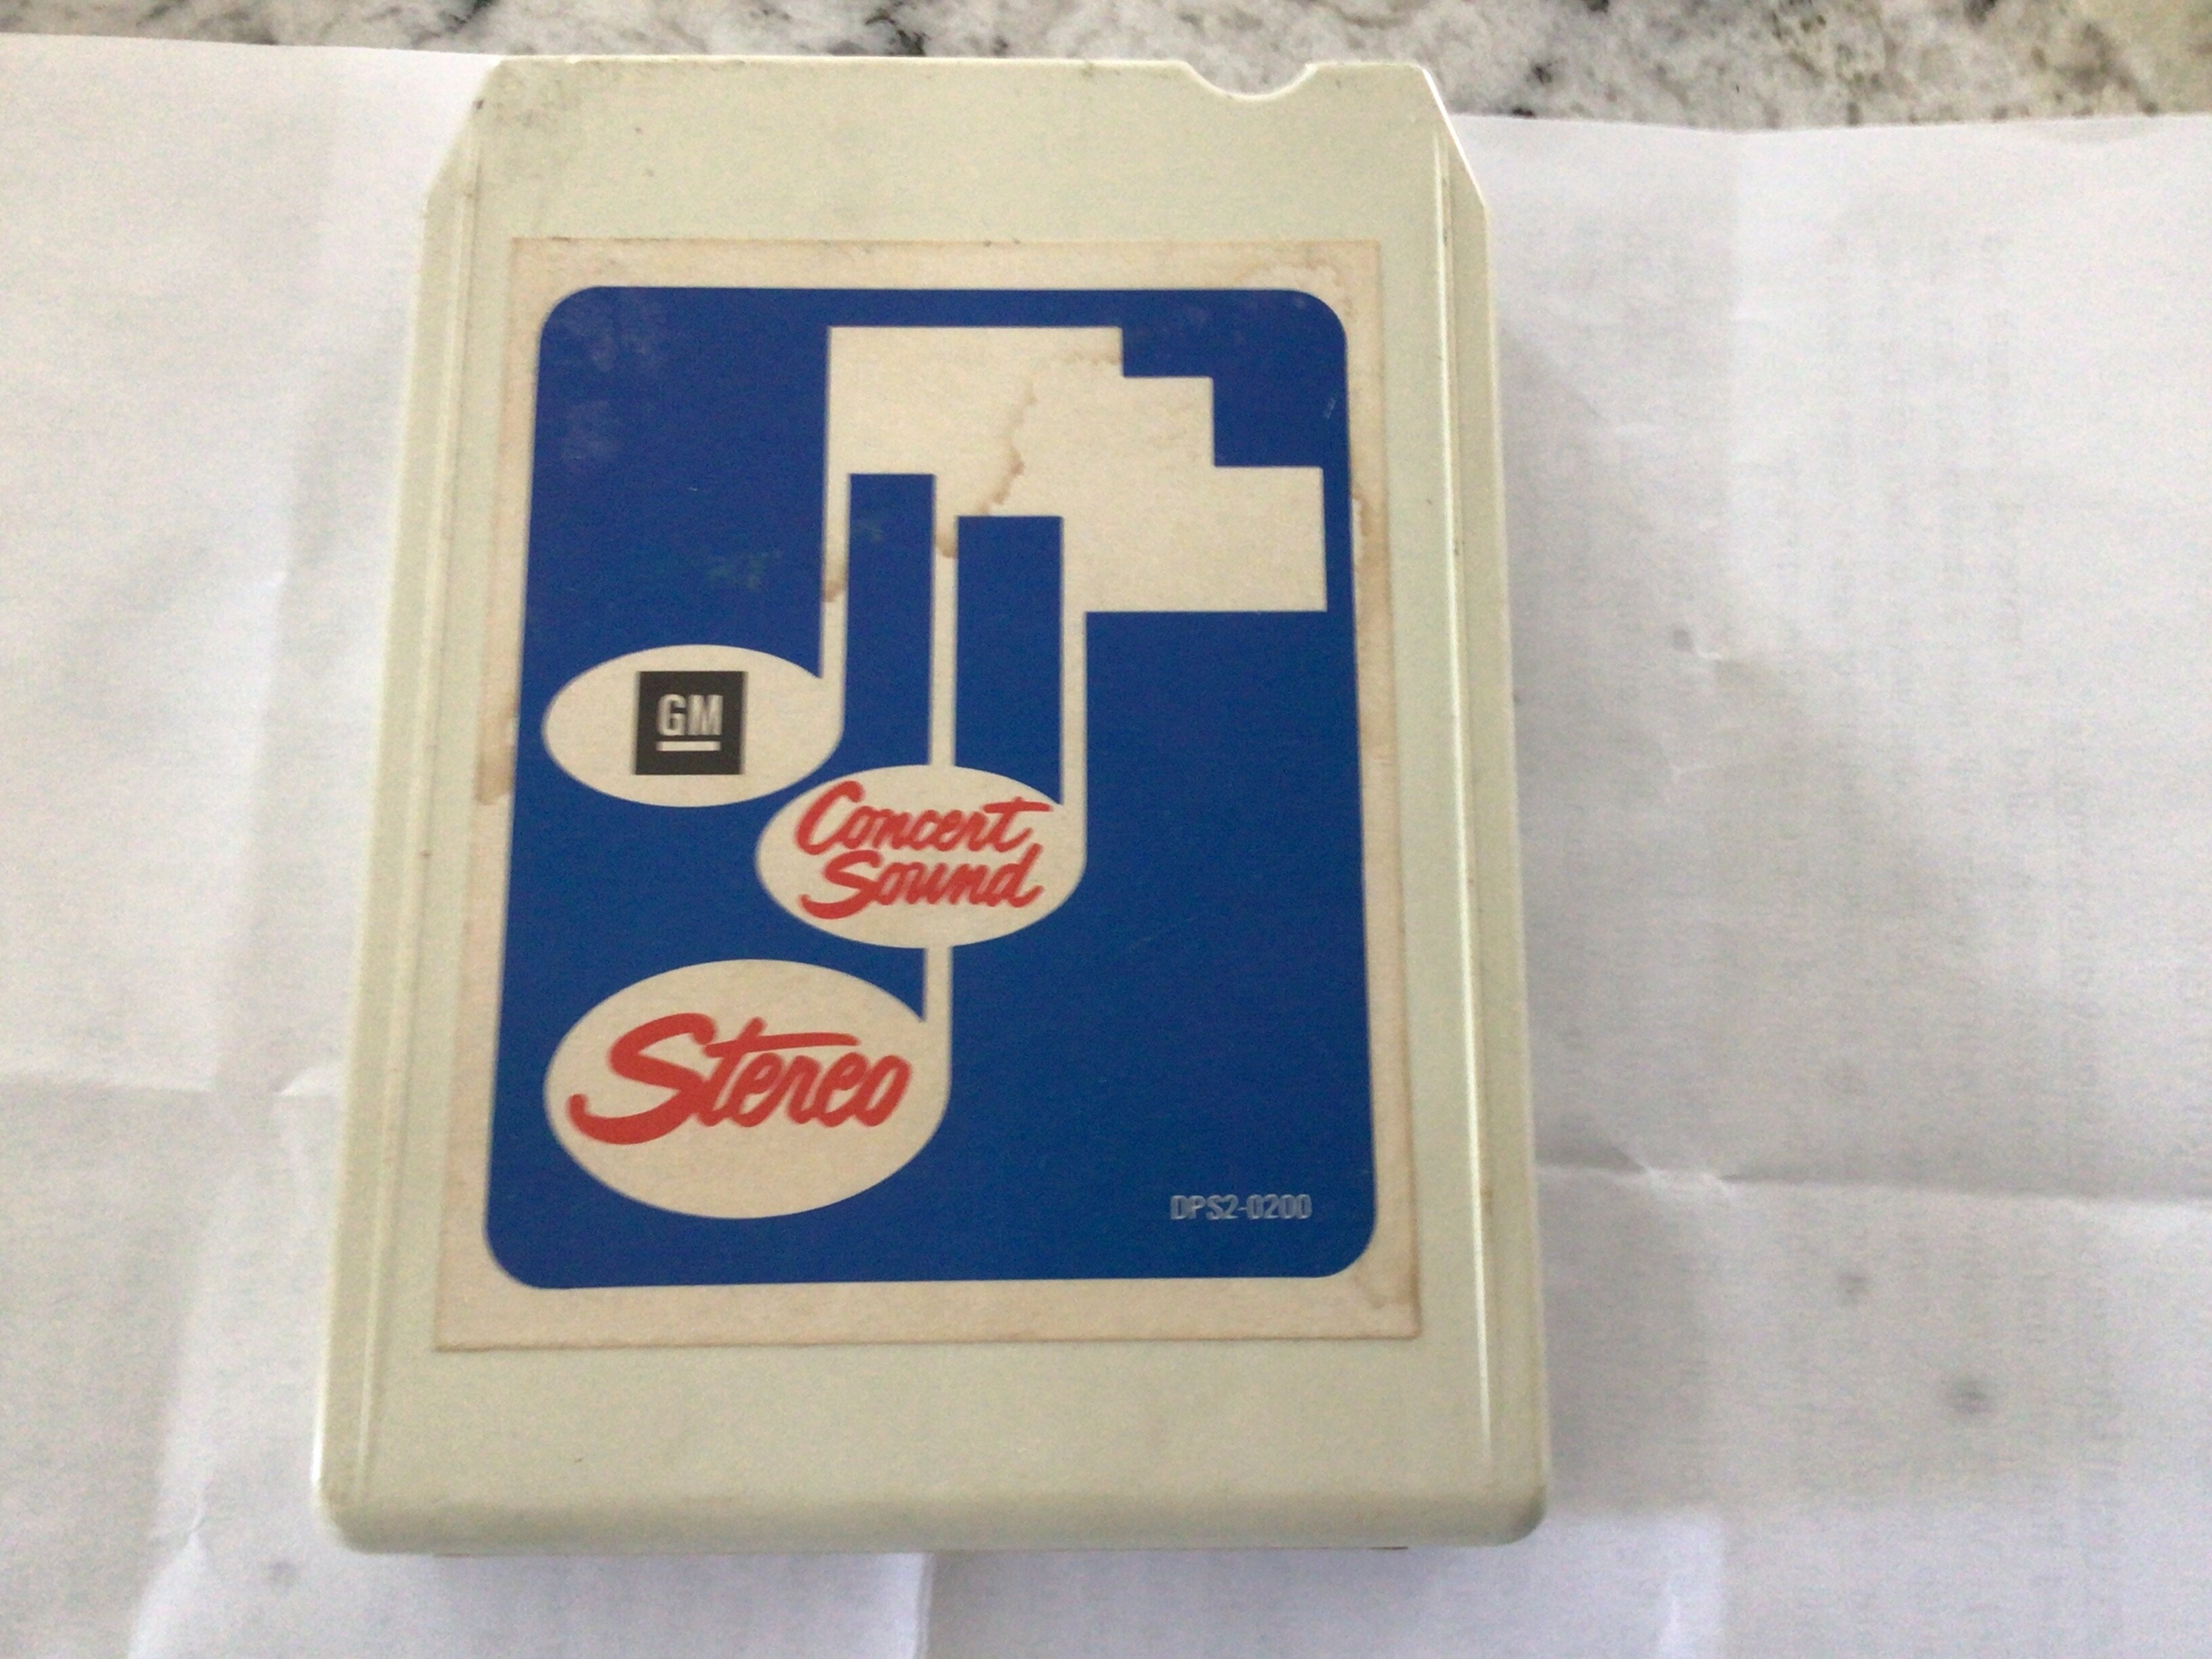 GM
Concert
Sound
Stereo
DPS2-0200